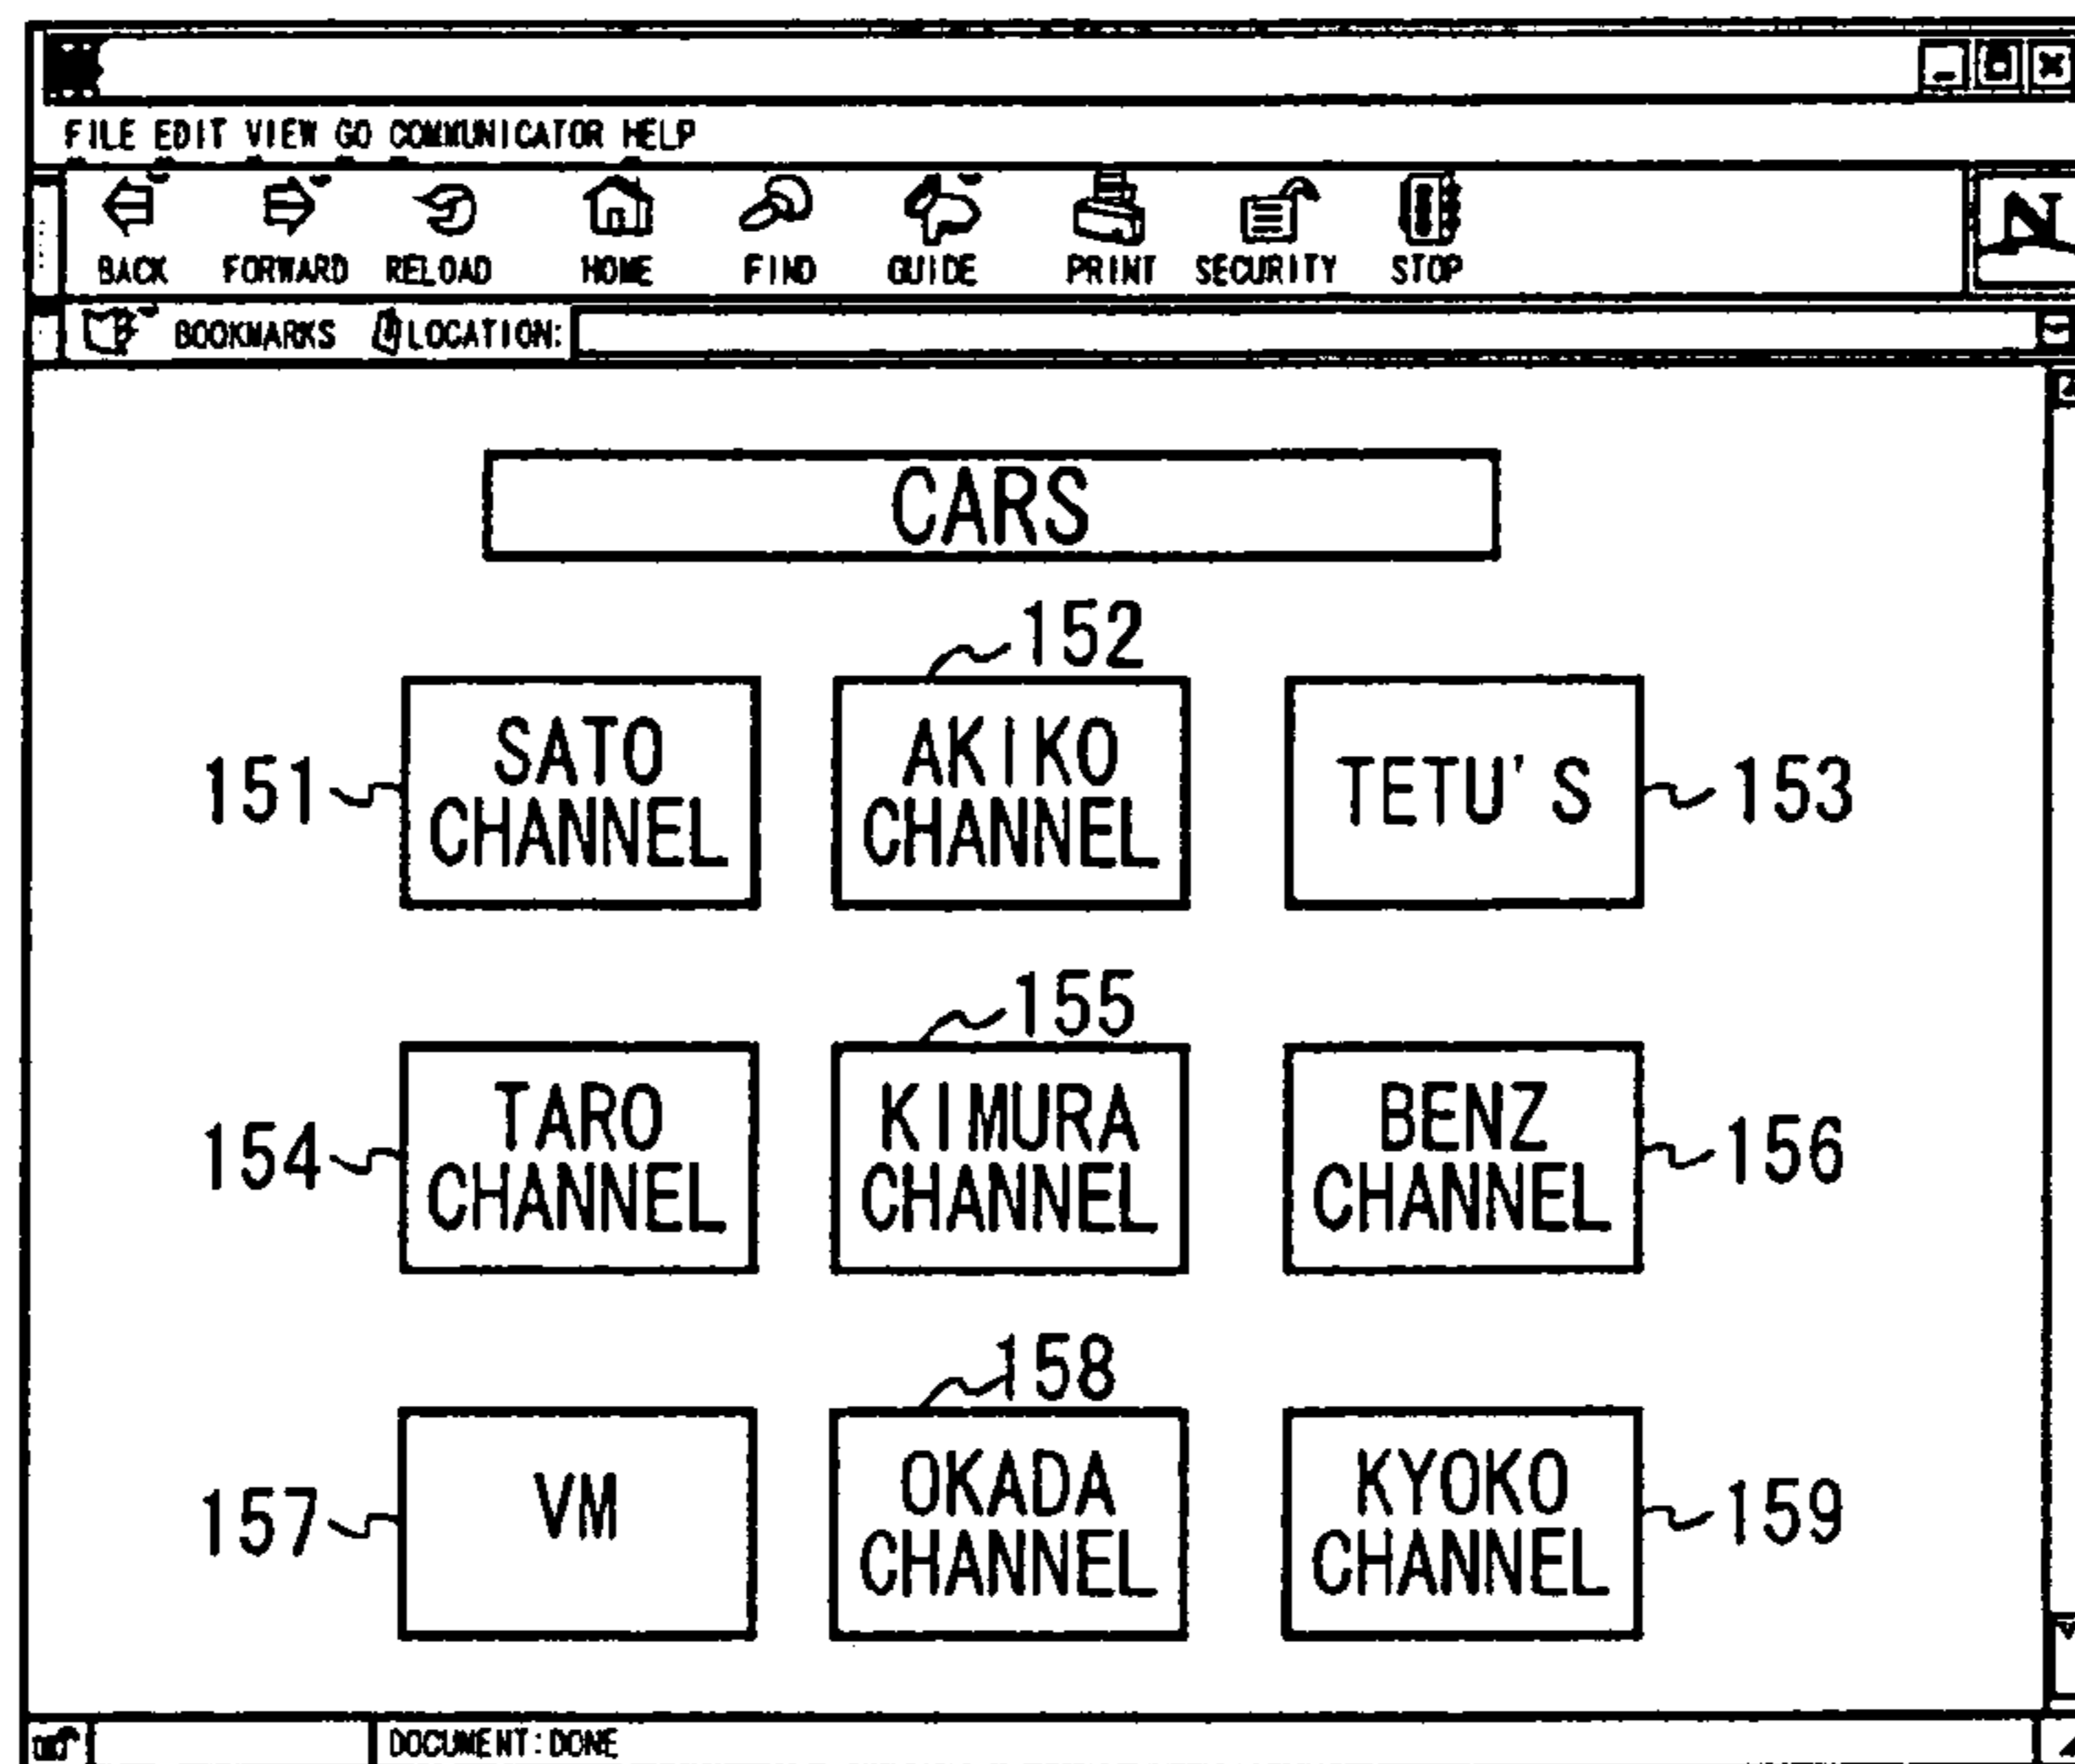 FILE EDIT VIEW GO COMMUNICATOR HELP
BACK FORWARD RELOAD HOME FIND GUIDE PRINT SECURITY STOP
N
BOOKMARKS LOCATION:
CARS
152
151 SATO CHANNEL
AKIKO CHANNEL
TETU'S 153
155
154 TARO CHANNEL
KIMURA CHANNEL
BENZ CHANNEL 156
158
157 VM
OKADA CHANNEL
KYOKO CHANNEL 159
DOCUMENT:DONE